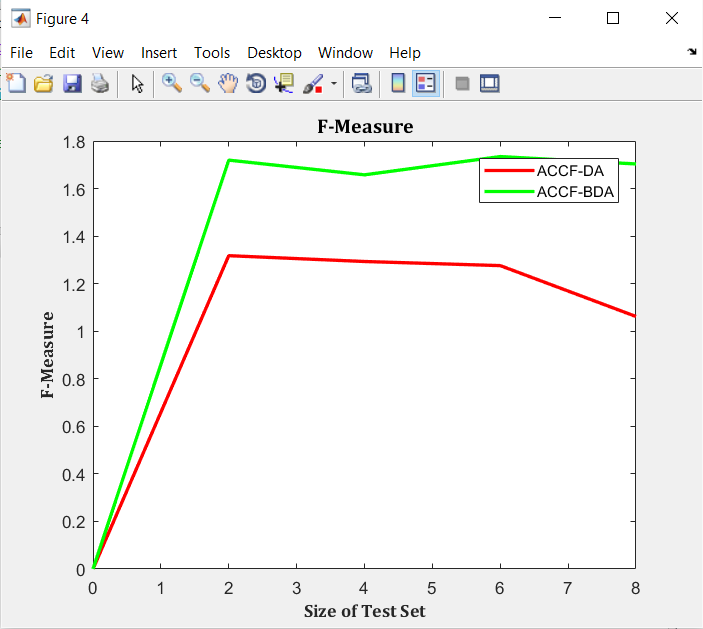 Figure 4
File Edit View Insert Tools Desktop Window Help
F-Measure
1.8
1.6
1.4
1.2
1
0.8
0.6
0.4
0.2
0
F-Measure
ACCF-DA
ACCF-BDA
0 1 2 3 4 5 6 7 8
Size of Test Set